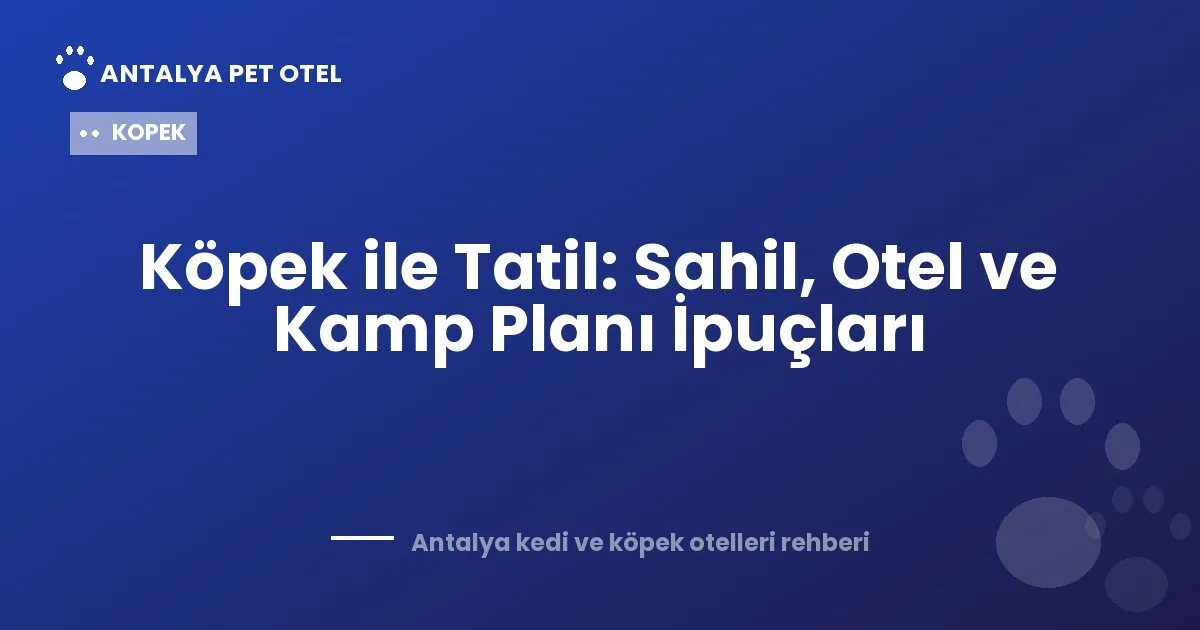 ANTALYA PET OTEL
KOPEK
Köpek ile Tatil: Sahil, Otel ve
Kamp Planı İpuçları
Antalya kedi ve köpek otelleri rehberi